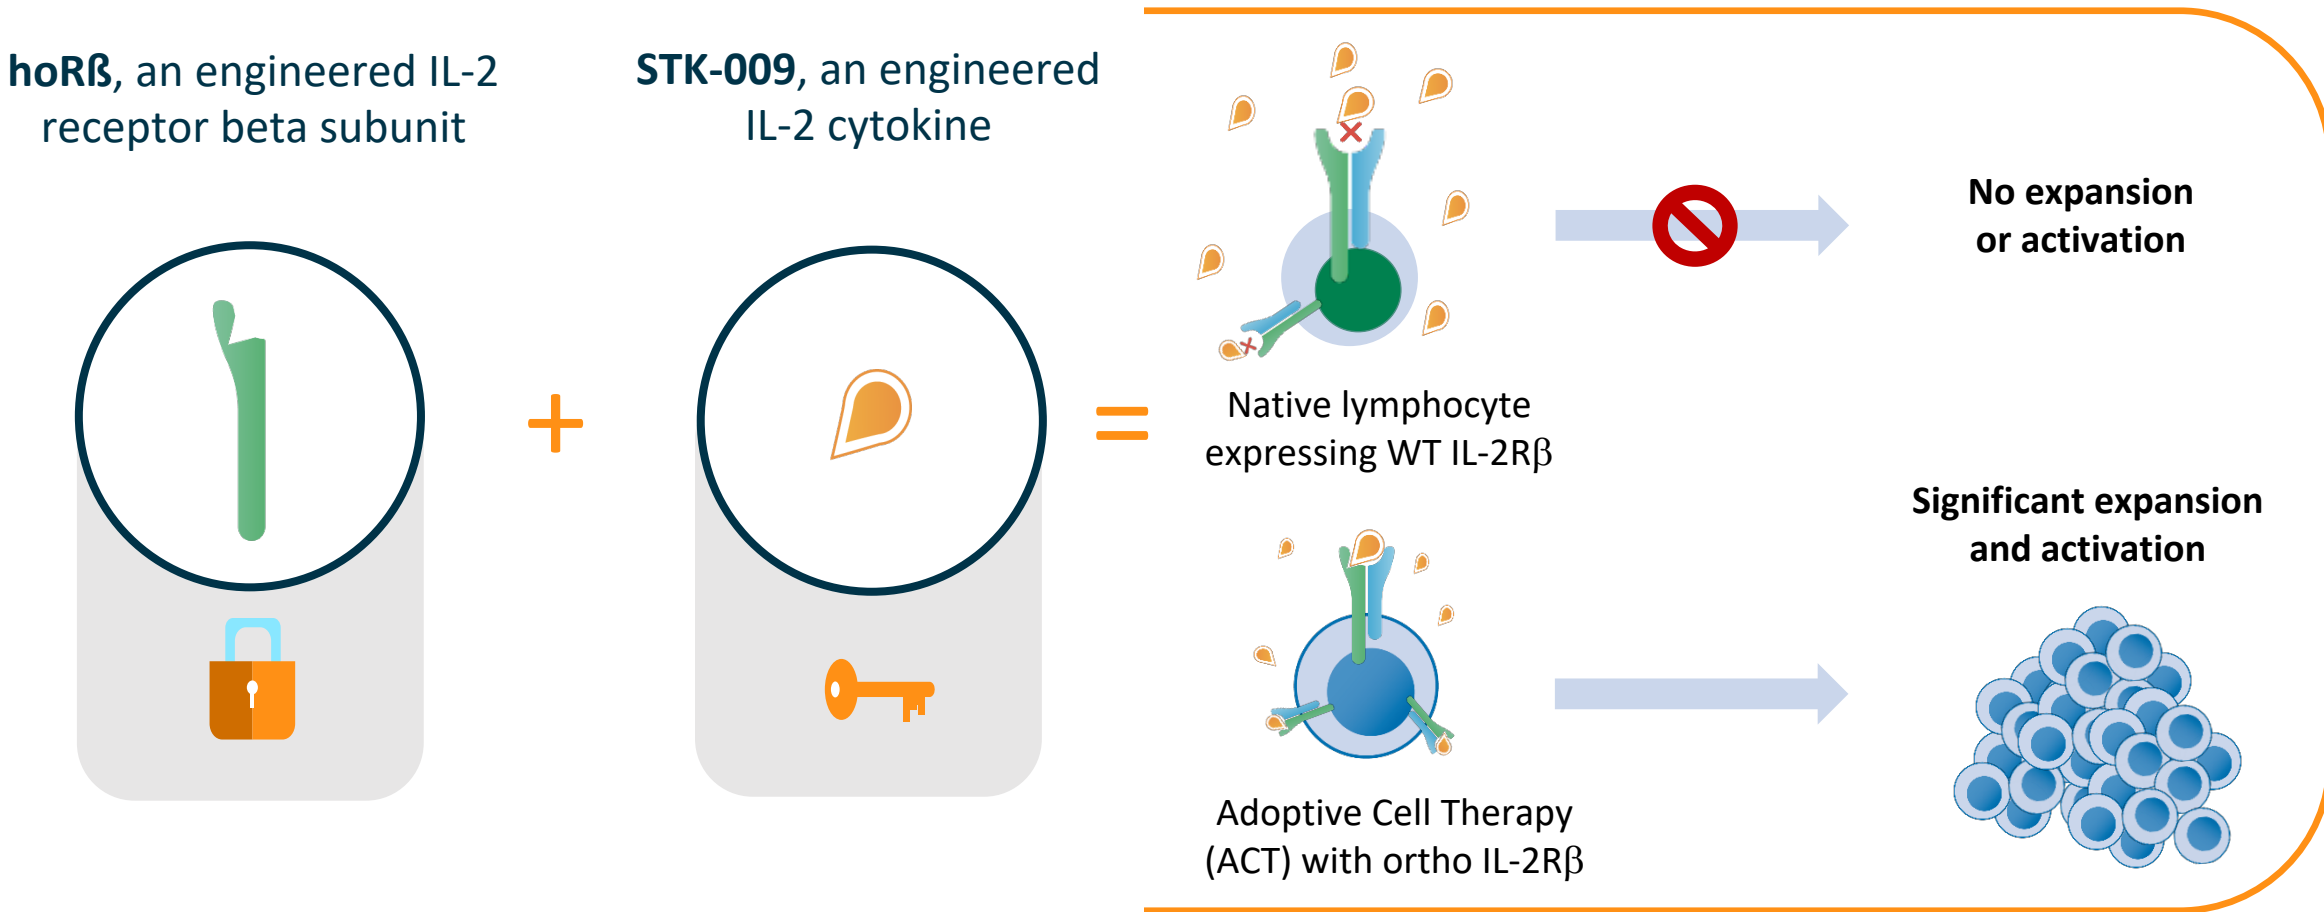 hoRß, an engineered IL-2
receptor beta subunit
STK-009, an engineered
IL-2 cytokine
+
=
Native lymphocyte
expressing WT IL-2Rβ
No expansion
or activation
Adoptive Cell Therapy
(ACT) with ortho IL-2Rβ
Significant expansion
and activation